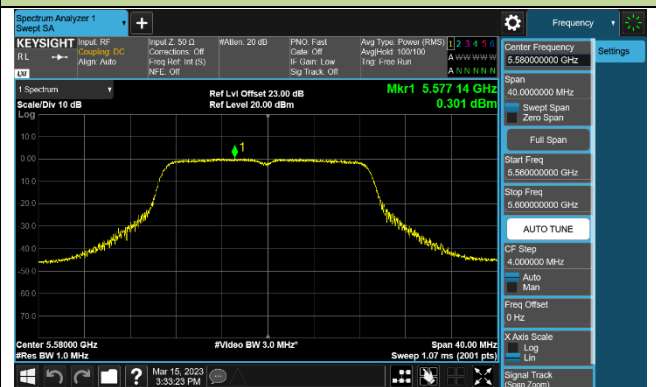 Spectrum Analyzer 1
Swept SA
+
Frequency
KEYSIGHT
RL
LXI
Input: RF
Coupling: DC
Align: Auto
Input Z: 50 Ω
Corrections: Off
Freq Ref: Int (S)
NFE: Off
#Atten: 20 dB
PNO: Fast
Gate: Off
IF Gain: Low
Sig Track: Off
Avg Type: Power (RMS)
Avg|Hold: 100/100
Trig: Free Run
1 2 3 4 5 6
A WWWWW
A N N N N N
Center Frequency
5.580000000 GHz
Settings
Span
40.0000000 MHz
Swept Span
Zero Span
Full Span
Start Freq
5.560000000 GHz
Stop Freq
5.600000000 GHz
AUTO TUNE
CF Step
4.000000 MHz
Auto
Man
Freq Offset
0 Hz
X Axis Scale
Log
Lin
Signal Track
(Span Zoom)
1 Spectrum
Scale/Div 10 dB
Log
Ref Lvl Offset 23.00 dB
Ref Level 20.00 dBm
Mkr1 5.577 14 GHz
0.301 dBm
1
10.0
0.00
-10.0
-20.0
-30.0
-40.0
-50.0
-60.0
-70.0
Center 5.58000 GHz
#Res BW 1.0 MHz
#Video BW 3.0 MHz*
Span 40.00 MHz
Sweep 1.07 ms (2001 pts)
?
Mar 15, 2023
3:33:23 PM